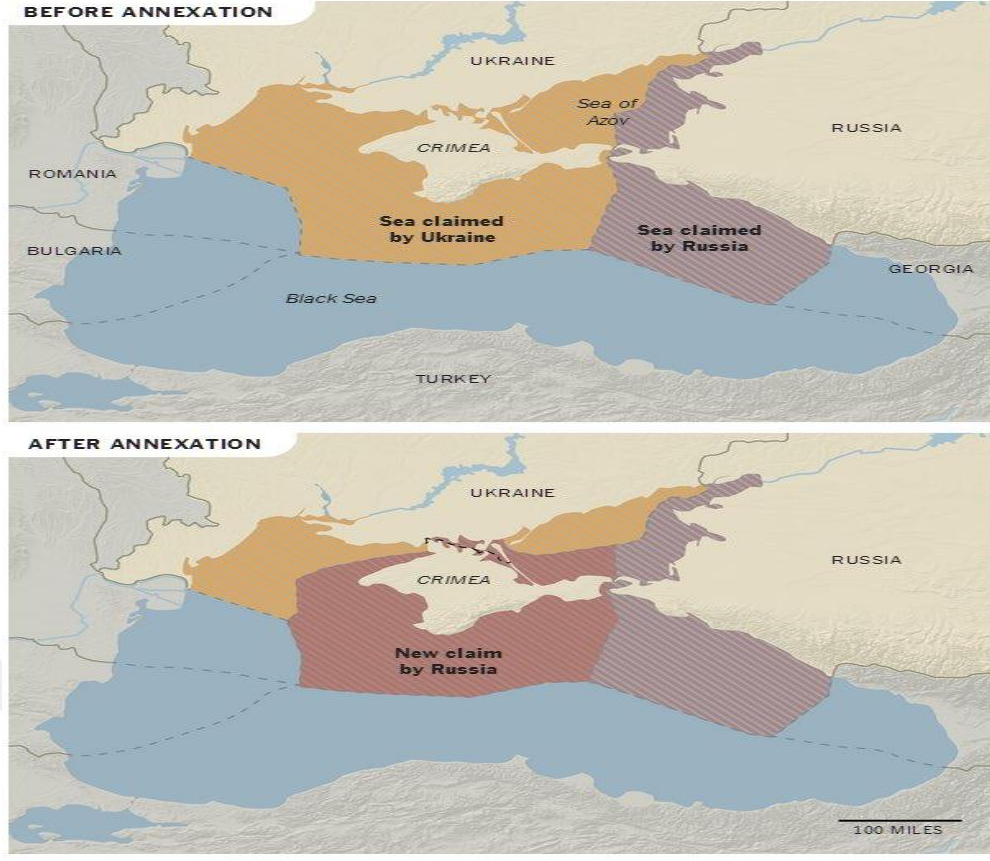 BEFORE ANNEXATION
UKRAINE
Sea of
Azov
CRIMEA
RUSSIA
ROMANIA
Sea claimed
by Ukraine
Sea claimed
by Russia
BULGARIA
GEORGIA
Black Sea
TURKEY
AFTER ANNEXATION
UKRAINE
RUSSIA
CRIMEA
New claim
by Russia
100 MILES